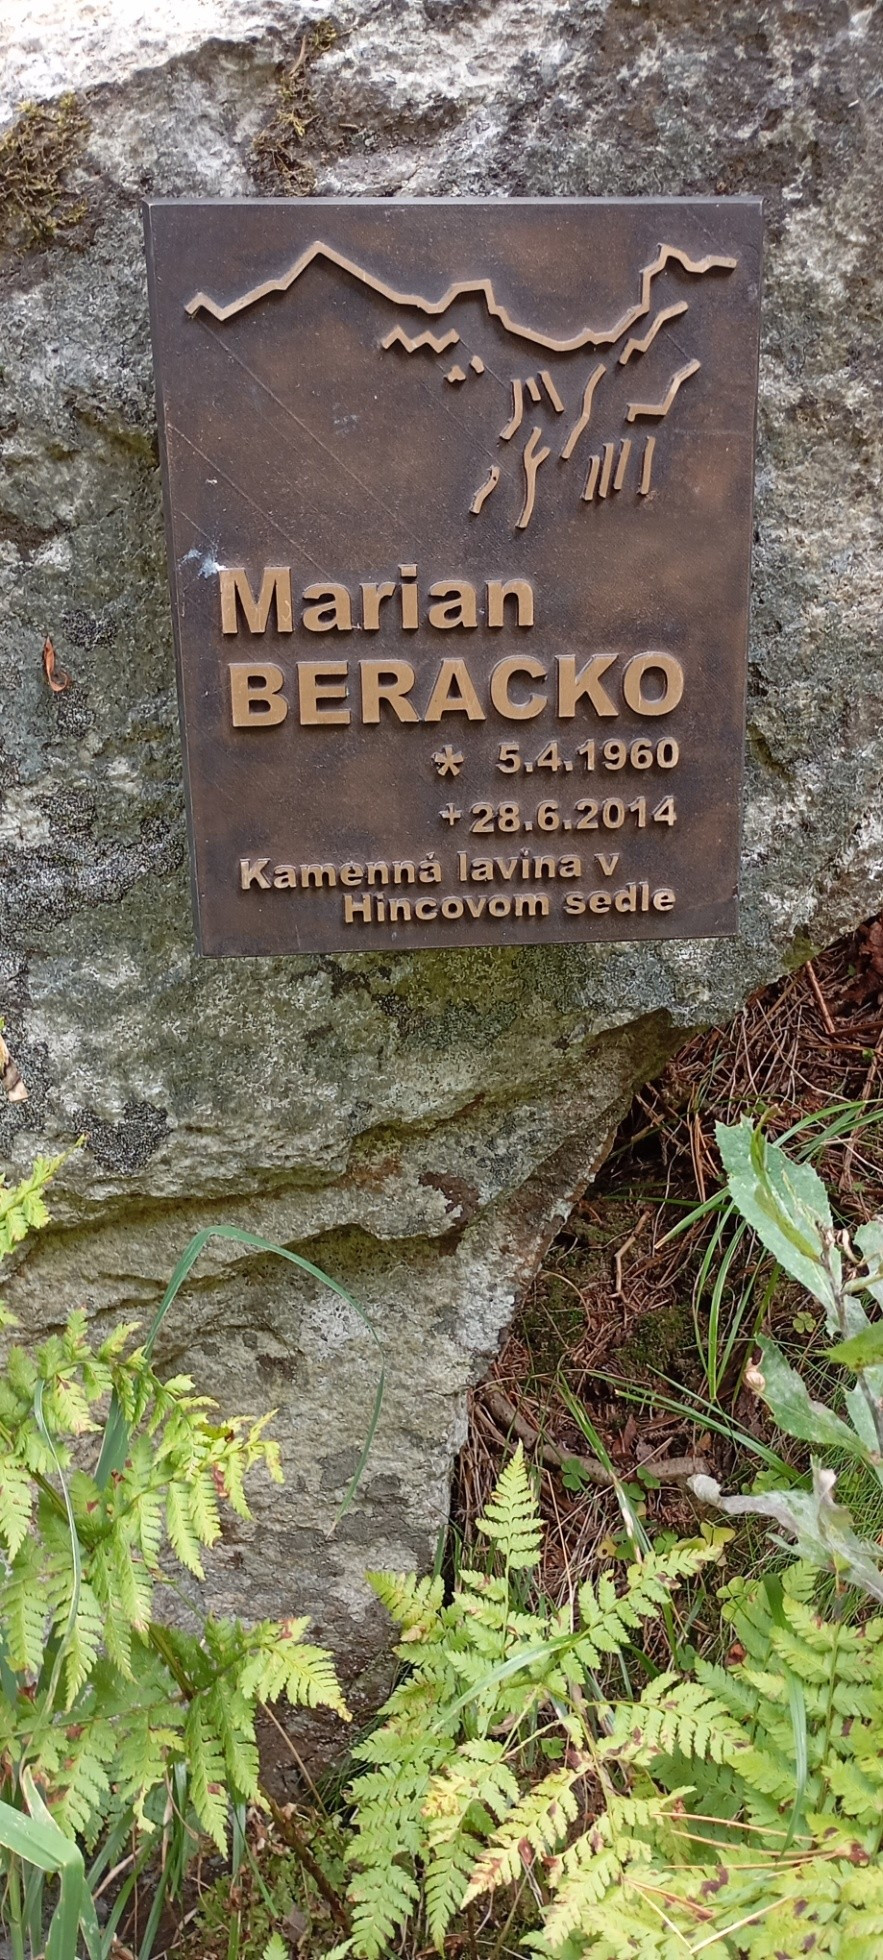 Marian
BERACKO
* 5.4.1960
+ 28.6.2014
Kamenná lavína v
Hincovom sedle